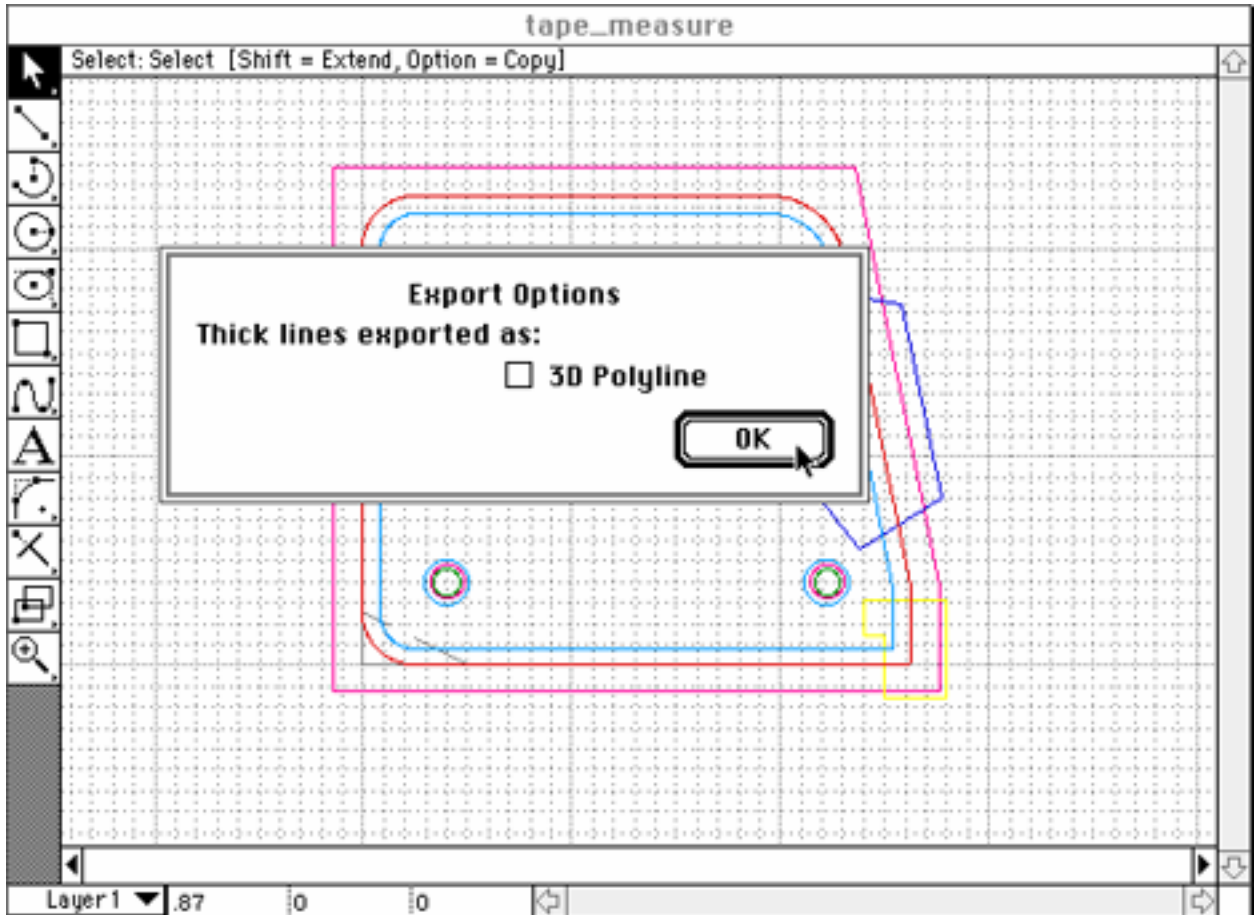 tape_measure
Select: Select [Shift = Extend, Option = Copy]
A
Export Options
Thick lines exported as:
3D Polyline
OK
Layer1 .87 0 0